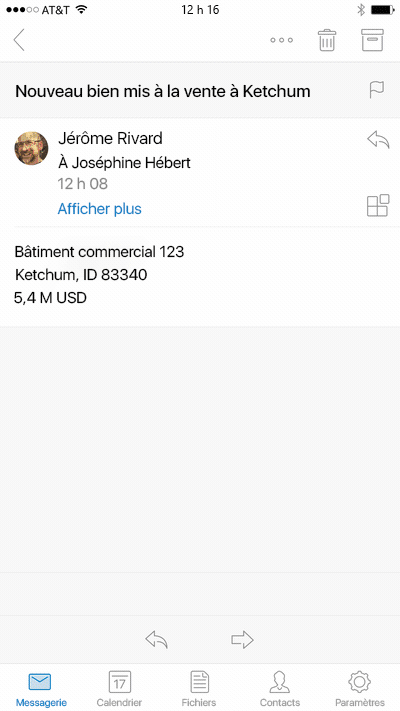 AT&T 12 h 16
Nouveau bien mis à la vente à Ketchum
Jérôme Rivard
À Joséphine Hébert
12 h 08
Afficher plus
Bâtiment commercial 123
Ketchum, ID 83340
5,4 M USD
17
Messagerie Calendrier Fichiers Contacts Paramètres